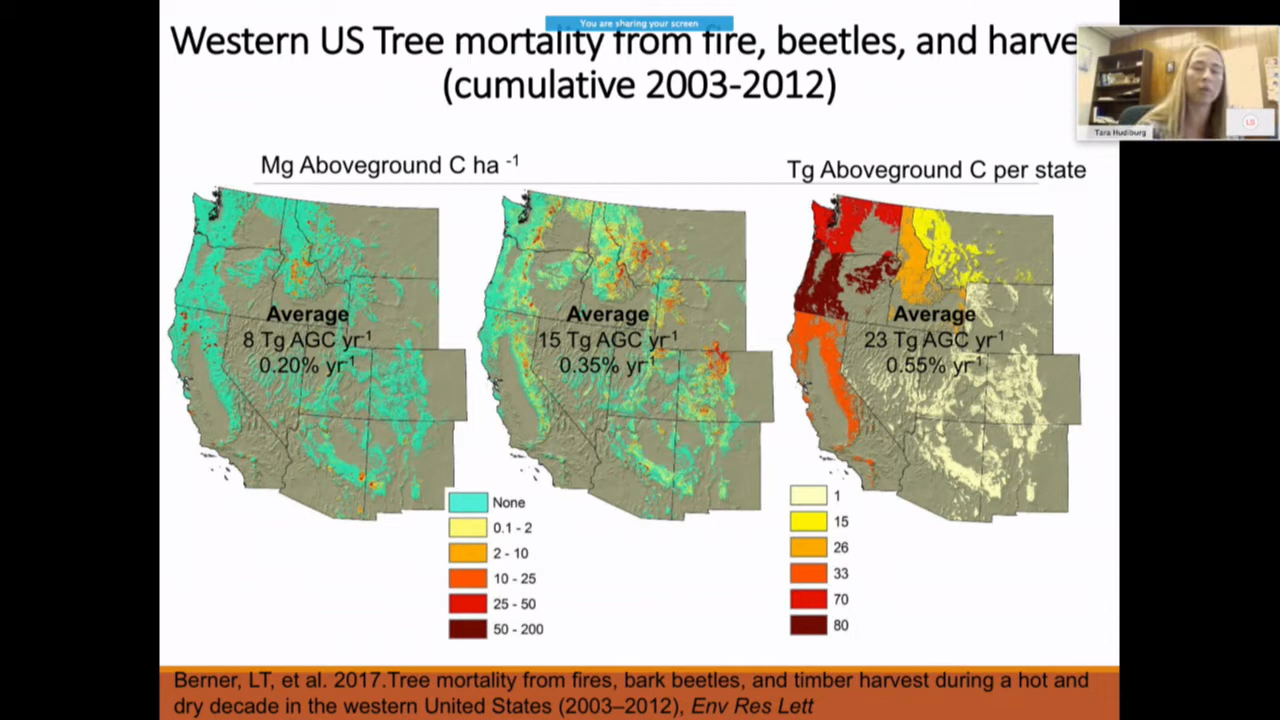 You are sharing your screen
Western US Tree mortality from fire, beetles, and harve
(cumulative 2003-2012)
Tara Hudiburg
LS
Mg Aboveground C ha -1
Tg Aboveground C per state
Average
8 Tg AGC yr-1
0.20% yr-1
Average
15 Tg AGC yr-1
0.35% yr-1
Average
23 Tg AGC yr-1
0.55% yr-1
None
0.1 - 2
2 - 10
10 - 25
25 - 50
50 - 200
1
15
26
33
70
80
Berner, LT, et al. 2017.Tree mortality from fires, bark beetles, and timber harvest during a hot and
dry decade in the western United States (2003–2012), Env Res Lett